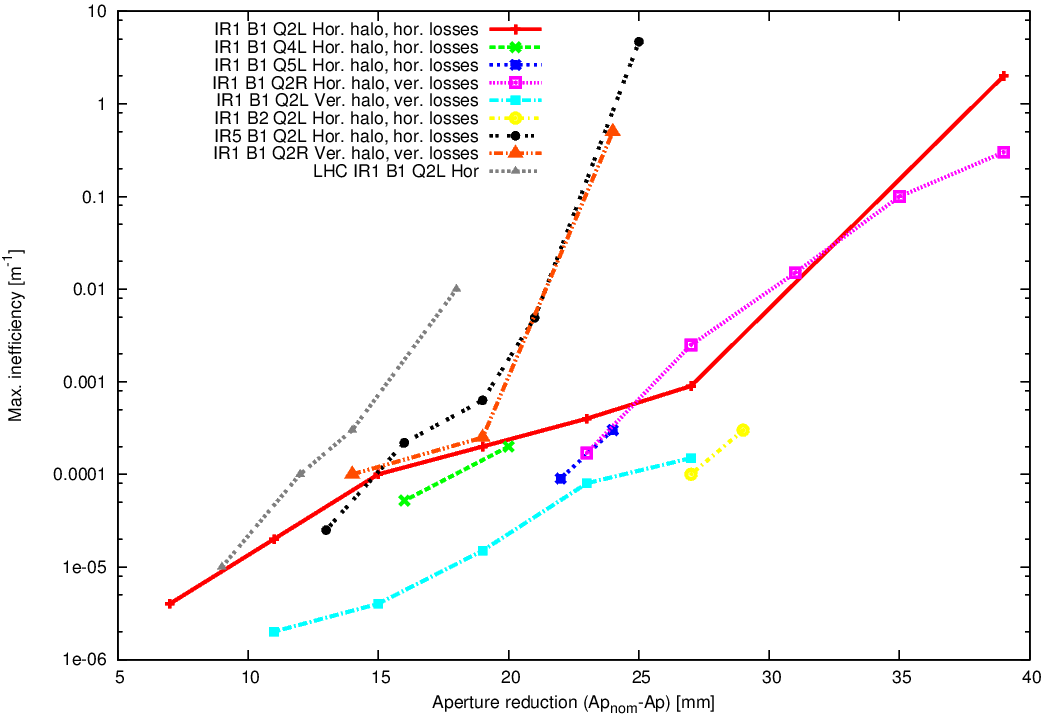 10
1
0.1
0.01
0.001
0.0001
1e-05
1e-06
Max. inefficiency [m⁻¹]
IR1 B1 Q2L Hor. halo, hor. losses
IR1 B1 Q4L Hor. halo, hor. losses
IR1 B1 Q5L Hor. halo, hor. losses
IR1 B1 Q2R Hor. halo, ver. losses
IR1 B1 Q2L Ver. halo, ver. losses
IR1 B2 Q2L Hor. halo, hor. losses
IR5 B1 Q2L Hor. halo, hor. losses
IR1 B1 Q2R Ver. halo, ver. losses
LHC IR1 B1 Q2L Hor
5 10 15 20 25 30 35 40
Aperture reduction (Apnom-Ap) [mm]